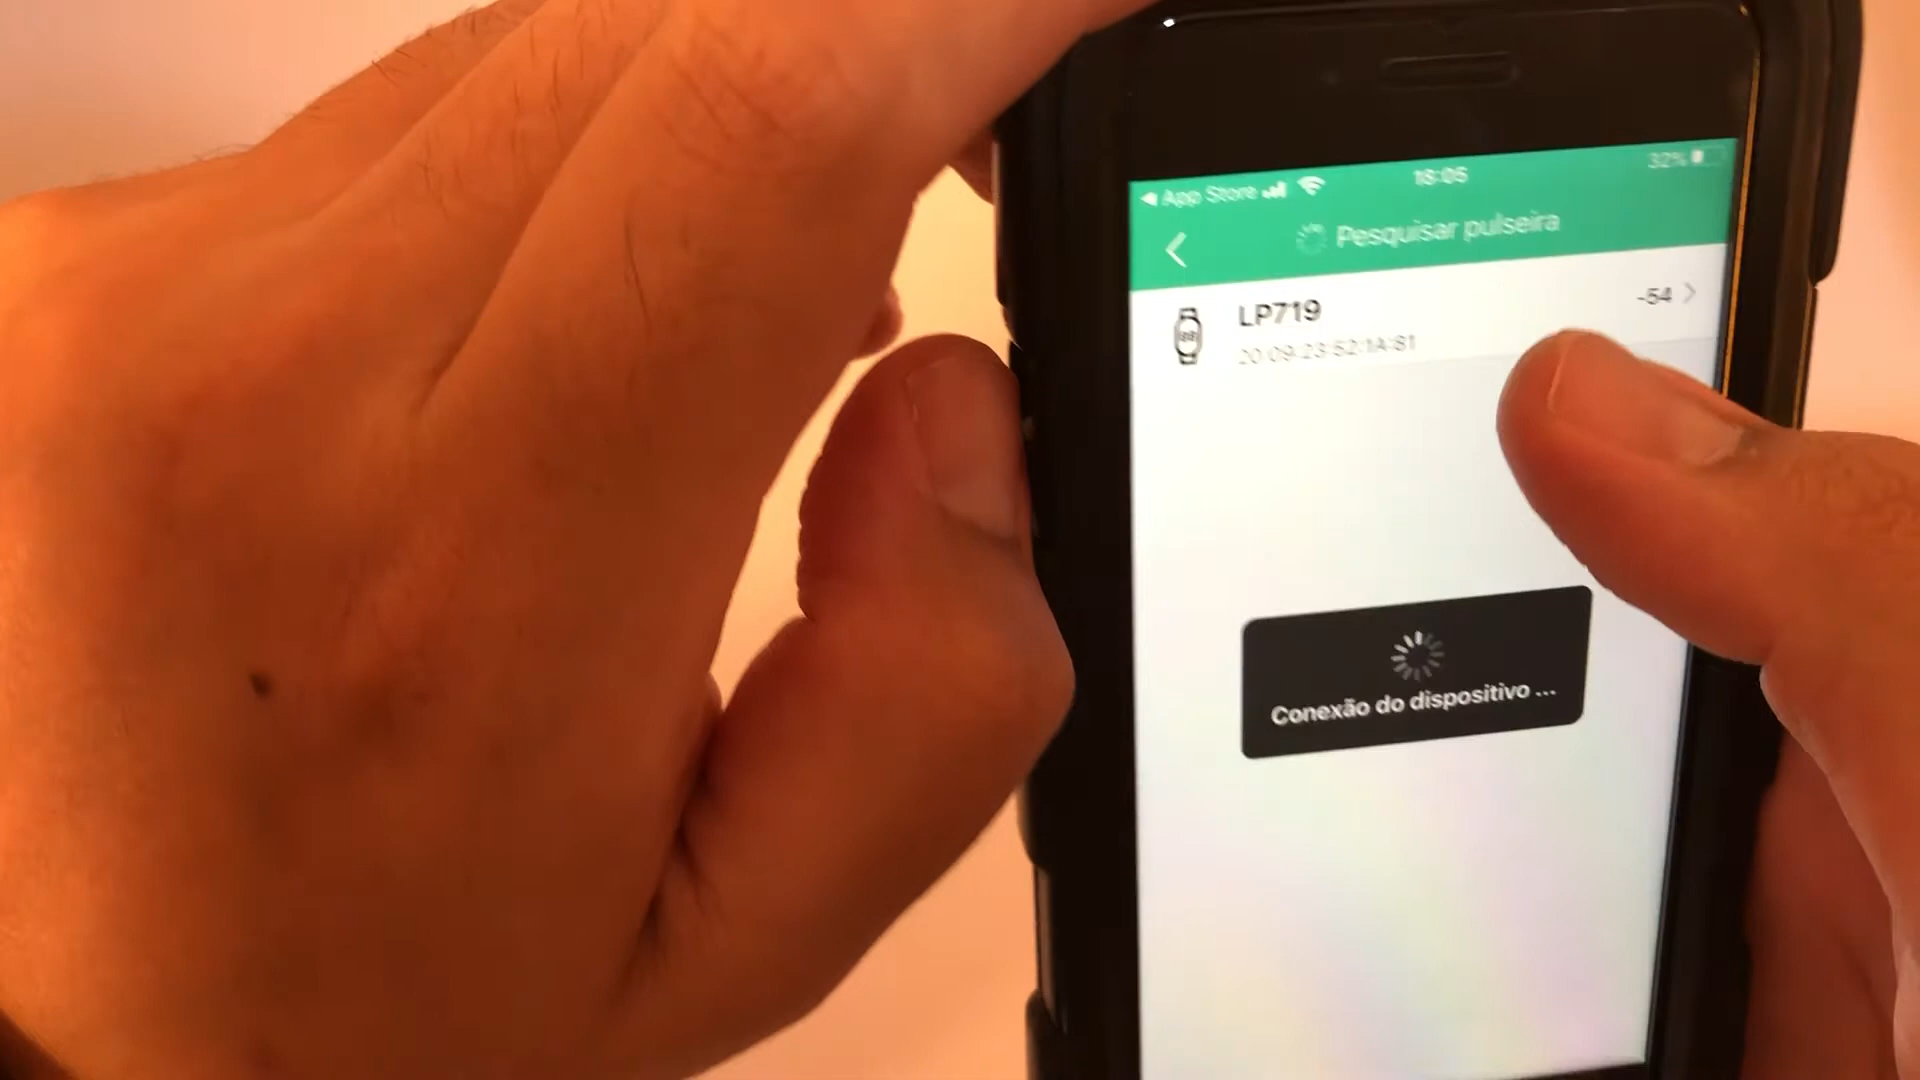 App Store
18:05
32%
Pesquisar pulseira
LP719
-54
20:09:23:52:1A:81
Conexão do dispositivo ...